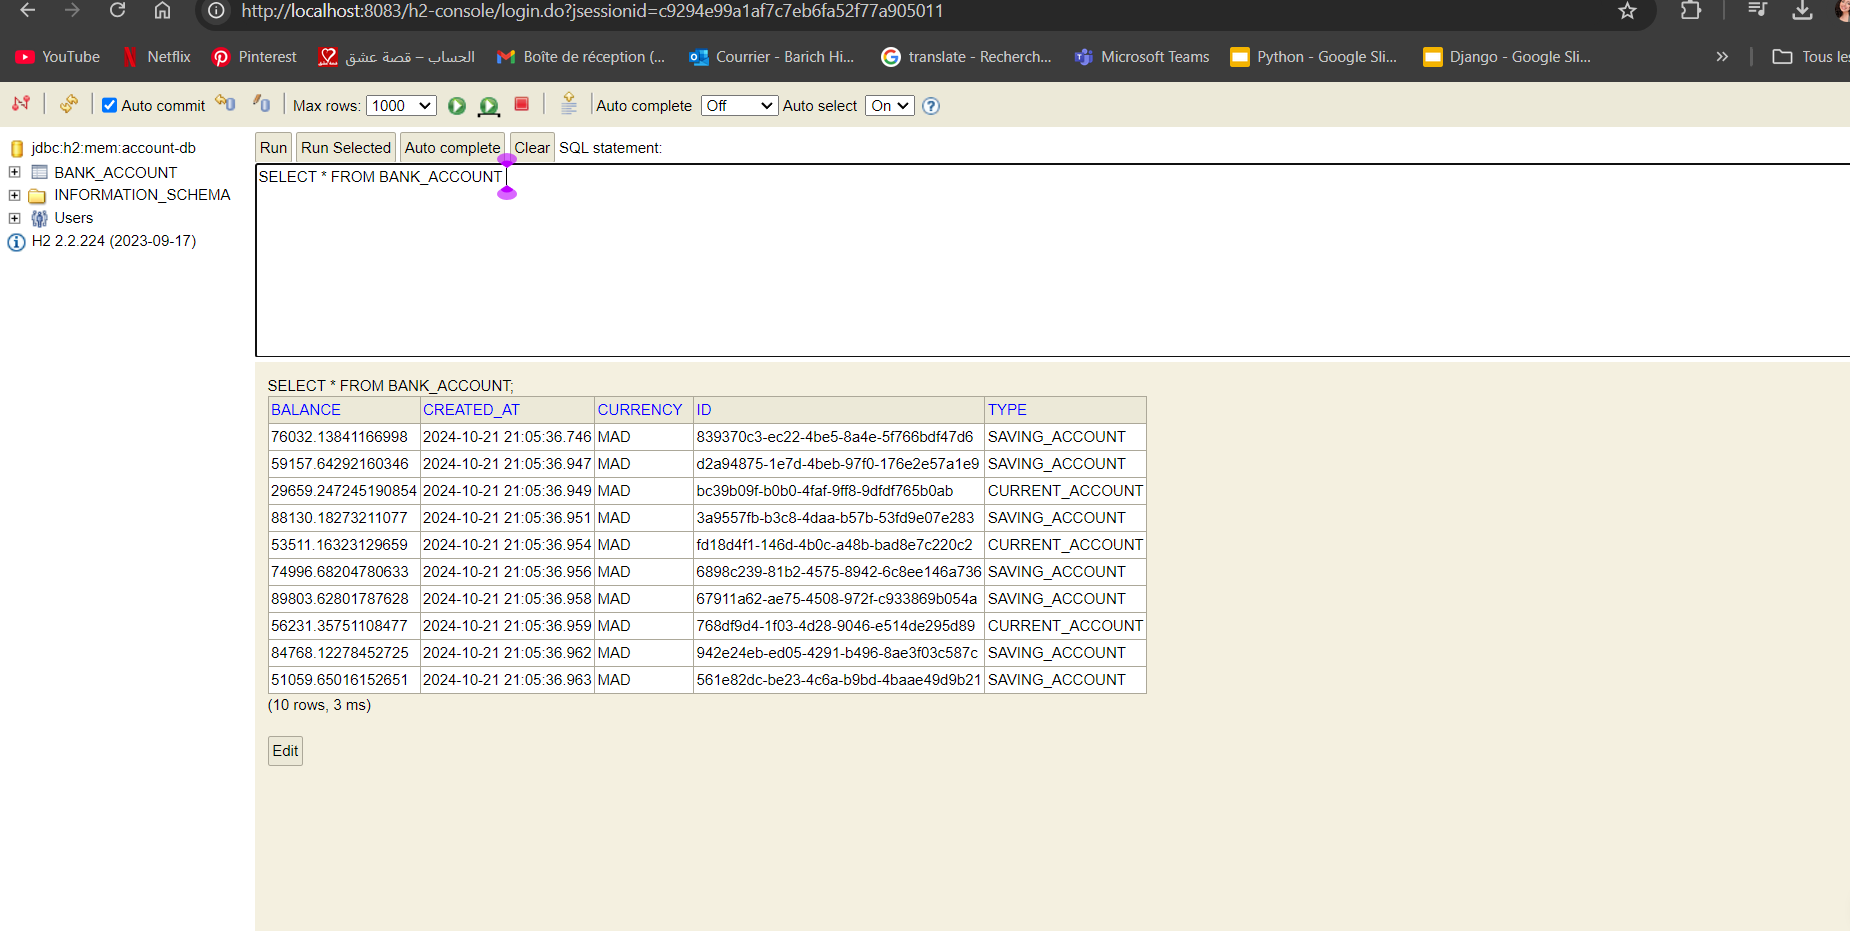 http://localhost:8083/h2-console/login.do?jsessionid=c9294e99a1af7c7eb6fa52f77a905011
YouTube Netflix Pinterest الحساب – قصة عشق Boîte de réception (... Courrier - Barich Hi... translate - Recherch... Microsoft Teams Python - Google Sli... Django - Google Sli... » Tous les
Auto commit Max rows: 1000 Auto complete Off Auto select On
jdbc:h2:mem:account-db
BANK_ACCOUNT
INFORMATION_SCHEMA
Users
H2 2.2.224 (2023-09-17)
Run Run Selected Auto complete Clear SQL statement:
SELECT * FROM BANK_ACCOUNT
SELECT * FROM BANK_ACCOUNT;
BALANCE CREATED_AT CURRENCY ID TYPE
76032.13841166998 2024-10-21 21:05:36.746 MAD 839370c3-ec22-4be5-8a4e-5f766bdf47d6 SAVING_ACCOUNT
59157.64292160346 2024-10-21 21:05:36.947 MAD d2a94875-1e7d-4beb-97f0-176e2e57a1e9 SAVING_ACCOUNT
29659.247245190854 2024-10-21 21:05:36.949 MAD bc39b09f-b0b0-4faf-9ff8-9dfdf765b0ab CURRENT_ACCOUNT
88130.18273211077 2024-10-21 21:05:36.951 MAD 3a9557fb-b3c8-4daa-b57b-53fd9e07e283 SAVING_ACCOUNT
53511.16323129659 2024-10-21 21:05:36.954 MAD fd18d4f1-146d-4b0c-a48b-bad8e7c220c2 CURRENT_ACCOUNT
74996.68204780633 2024-10-21 21:05:36.956 MAD 6898c239-81b2-4575-8942-6c8ee146a736 SAVING_ACCOUNT
89803.62801787628 2024-10-21 21:05:36.958 MAD 67911a62-ae75-4508-972f-c933869b054a SAVING_ACCOUNT
56231.35751108477 2024-10-21 21:05:36.959 MAD 768df9d4-1f03-4d28-9046-e514de295d89 CURRENT_ACCOUNT
84768.12278452725 2024-10-21 21:05:36.962 MAD 942e24eb-ed05-4291-b496-8ae3f03c587c SAVING_ACCOUNT
51059.65016152651 2024-10-21 21:05:36.963 MAD 561e82dc-be23-4c6a-b9bd-4baae49d9b21 SAVING_ACCOUNT
(10 rows, 3 ms)
Edit